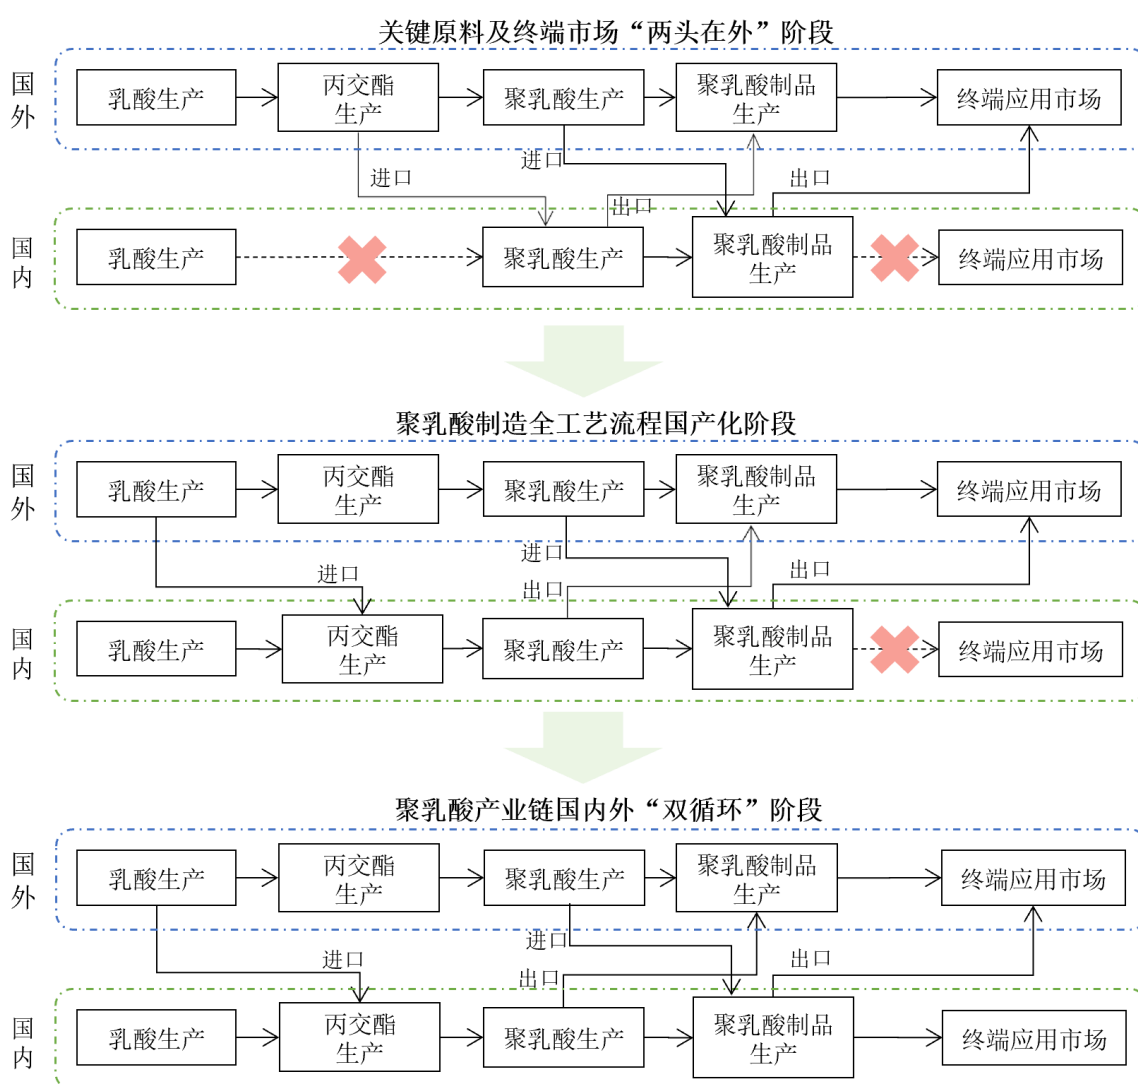 关键原料及终端市场“两头在外”阶段
国
外
乳酸生产
丙交酯
生产
聚乳酸生产
聚乳酸制品
生产
终端应用市场
进口
进口
出口
出口
国
内
乳酸生产
聚乳酸生产
聚乳酸制品
生产
终端应用市场
聚乳酸制造全工艺流程国产化阶段
国
外
乳酸生产
丙交酯
生产
聚乳酸生产
聚乳酸制品
生产
终端应用市场
进口
进口
出口
出口
国
内
乳酸生产
丙交酯
生产
聚乳酸生产
聚乳酸制品
生产
终端应用市场
聚乳酸产业链国内外“双循环”阶段
国
外
乳酸生产
丙交酯
生产
聚乳酸生产
聚乳酸制品
生产
终端应用市场
进口
进口
出口
出口
国
内
乳酸生产
丙交酯
生产
聚乳酸生产
聚乳酸制品
生产
终端应用市场